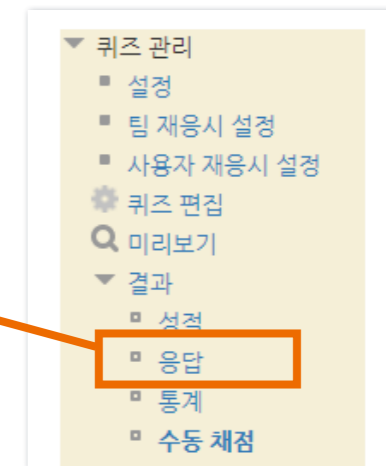 퀴즈 관리
설정
팀 재응시 설정
사용자 재응시 설정
퀴즈 편집
미리보기
결과
성적
응답
통계
수동 채점